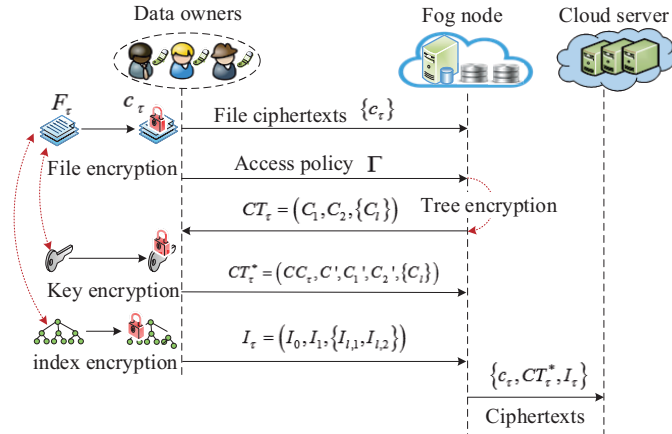 Data owners
Fog node
Cloud server
F_τ
c_τ
File ciphertexts {c_τ}
File encryption
Access policy Γ
CT_τ = (C_1, C_2, {C_l})
Tree encryption
Key encryption
CT_τ^* = (CC_τ, C', C_1', C_2', {C_l})
index encryption
I_τ = (I_0, I_1, {I_{l,1}, I_{l,2}})
{c_τ, CT_τ^*, I_τ}
Ciphertexts